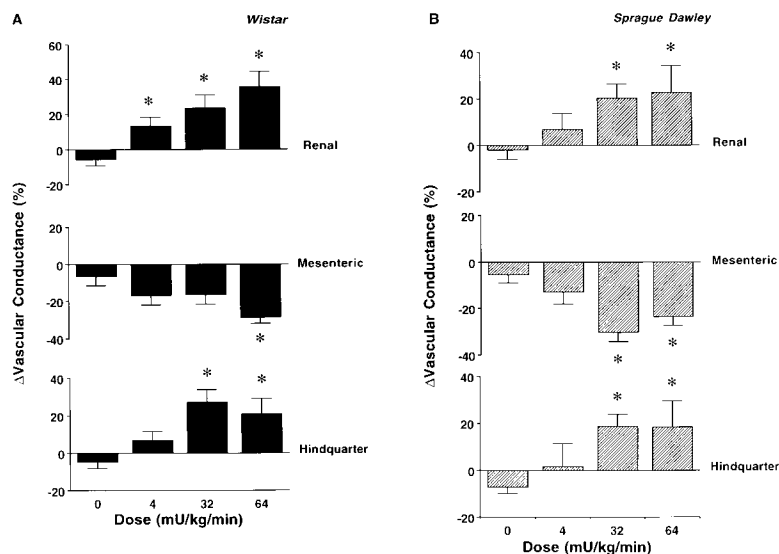 A
Wistar
ΔVascular Conductance (%)
60
40
20
0
-20
* * *
Renal
20
0
-20
-40
Mesenteric
*
40
20
0
-20
* *
Hindquarter
0 4 32 64
Dose (mU/kg/min)
B
Sprague Dawley
ΔVascular Conductance (%)
40
20
0
-20
* *
Renal
20
0
-20
-40
Mesenteric
* *
40
20
0
-20
* *
Hindquarter
0 4 32 64
Dose (mU/kg/min)